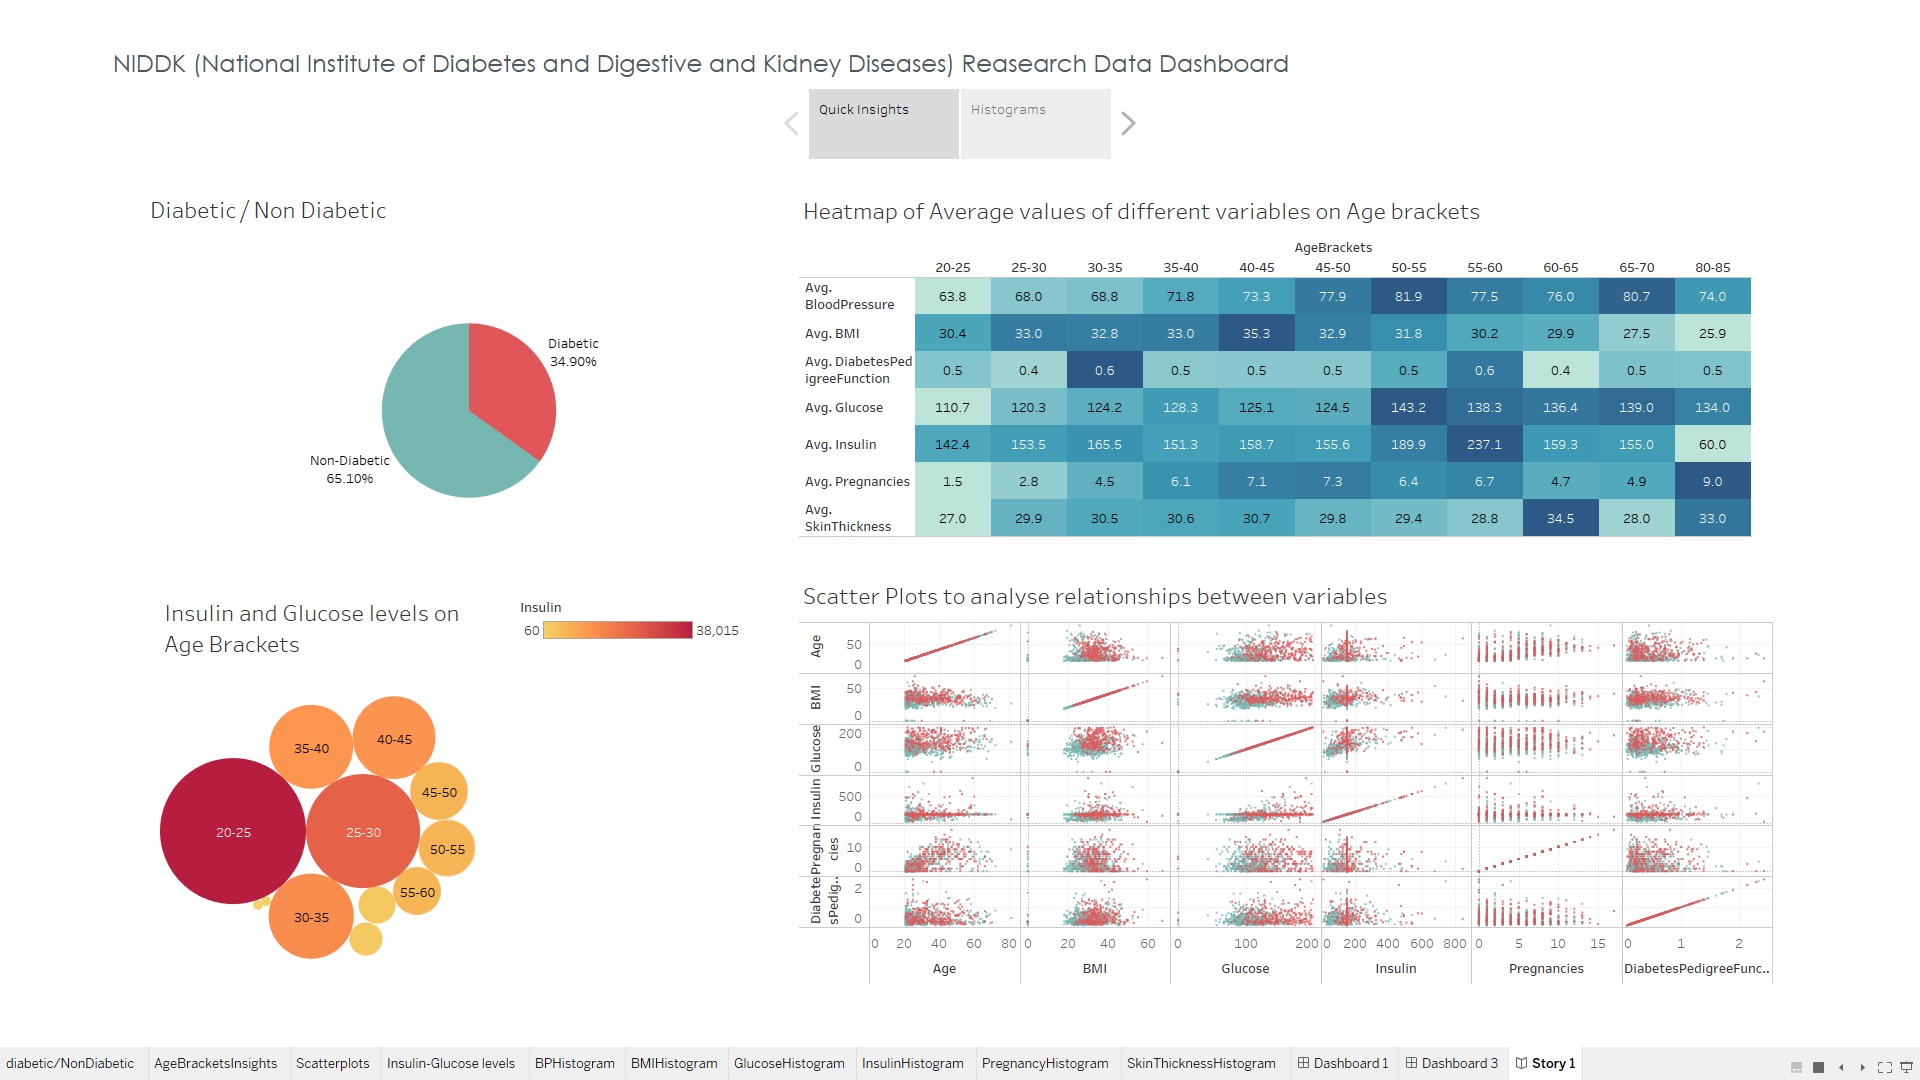 NIDDK (National Institute of Diabetes and Digestive and Kidney Diseases) Reasearch Data Dashboard
Quick Insights
Histograms
Diabetic / Non Diabetic
Diabetic
34.90%
Non-Diabetic
65.10%
Heatmap of Average values of different variables on Age brackets
AgeBrackets
20-25 25-30 30-35 35-40 40-45 45-50 50-55 55-60 60-65 65-70 80-85
Avg.
BloodPressure 63.8 68.0 68.8 71.8 73.3 77.9 81.9 77.5 76.0 80.7 74.0
Avg. BMI 30.4 33.0 32.8 33.0 35.3 32.9 31.8 30.2 29.9 27.5 25.9
Avg. DiabetesPed
igreeFunction 0.5 0.4 0.6 0.5 0.5 0.5 0.5 0.6 0.4 0.5 0.5
Avg. Glucose 110.7 120.3 124.2 128.3 125.1 124.5 143.2 138.3 136.4 139.0 134.0
Avg. Insulin 142.4 153.5 165.5 151.3 158.7 155.6 189.9 237.1 159.3 155.0 60.0
Avg. Pregnancies 1.5 2.8 4.5 6.1 7.1 7.3 6.4 6.7 4.7 4.9 9.0
Avg.
SkinThickness 27.0 29.9 30.5 30.6 30.7 29.8 29.4 28.8 34.5 28.0 33.0
Insulin and Glucose levels on
Age Brackets
Insulin
60 38,015
35-40
40-45
45-50
20-25
25-30
50-55
55-60
30-35
Scatter Plots to analyse relationships between variables
Age
50
0
BMI
50
0
Glucose
200
0
Insulin
500
0
Pregnan
cies
10
0
Diabete
sPedig..
2
0
0 20 40 60 80 0 20 40 60 0 100 200 0 200 400 600 800 0 5 10 15 0 1 2
Age BMI Glucose Insulin Pregnancies DiabetesPedigreeFunc..
diabetic/NonDiabetic AgeBracketsInsights Scatterplots Insulin-Glucose levels BPHistogram BMIHistogram GlucoseHistogram InsulinHistogram PregnancyHistogram SkinThicknessHistogram Dashboard 1 Dashboard 3 Story 1